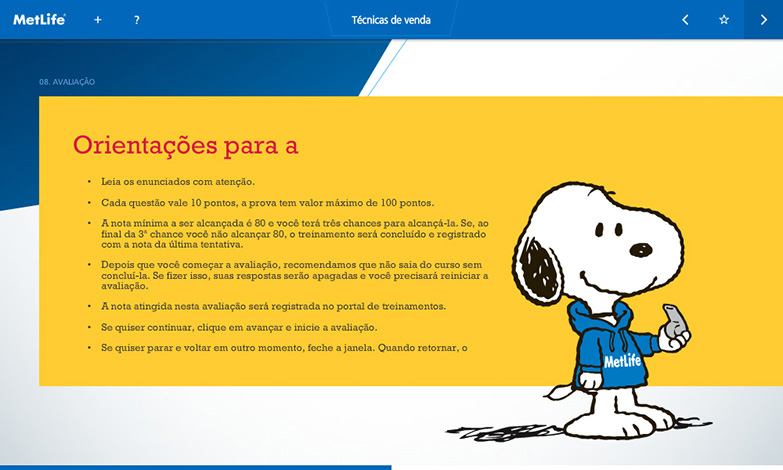 MetLife
+
?
Técnicas de venda
08. AVALIAÇÃO
Orientações para a
• Leia os enunciados com atenção.
• Cada questão vale 10 pontos, a prova tem valor máximo de 100 pontos.
• A nota mínima a ser alcançada é 80 e você terá três chances para alcançá-la. Se, ao
final da 3ª chance você não alcançar 80, o treinamento será concluído e registrado
com a nota da última tentativa.
• Depois que você começar a avaliação, recomendamos que não saia do curso sem
concluí-la. Se fizer isso, suas respostas serão apagadas e você precisará reiniciar a
avaliação.
• A nota atingida nesta avaliação será registrada no portal de treinamentos.
• Se quiser continuar, clique em avançar e inicie a avaliação.
• Se quiser parar e voltar em outro momento, feche a janela. Quando retornar, o
MetLife